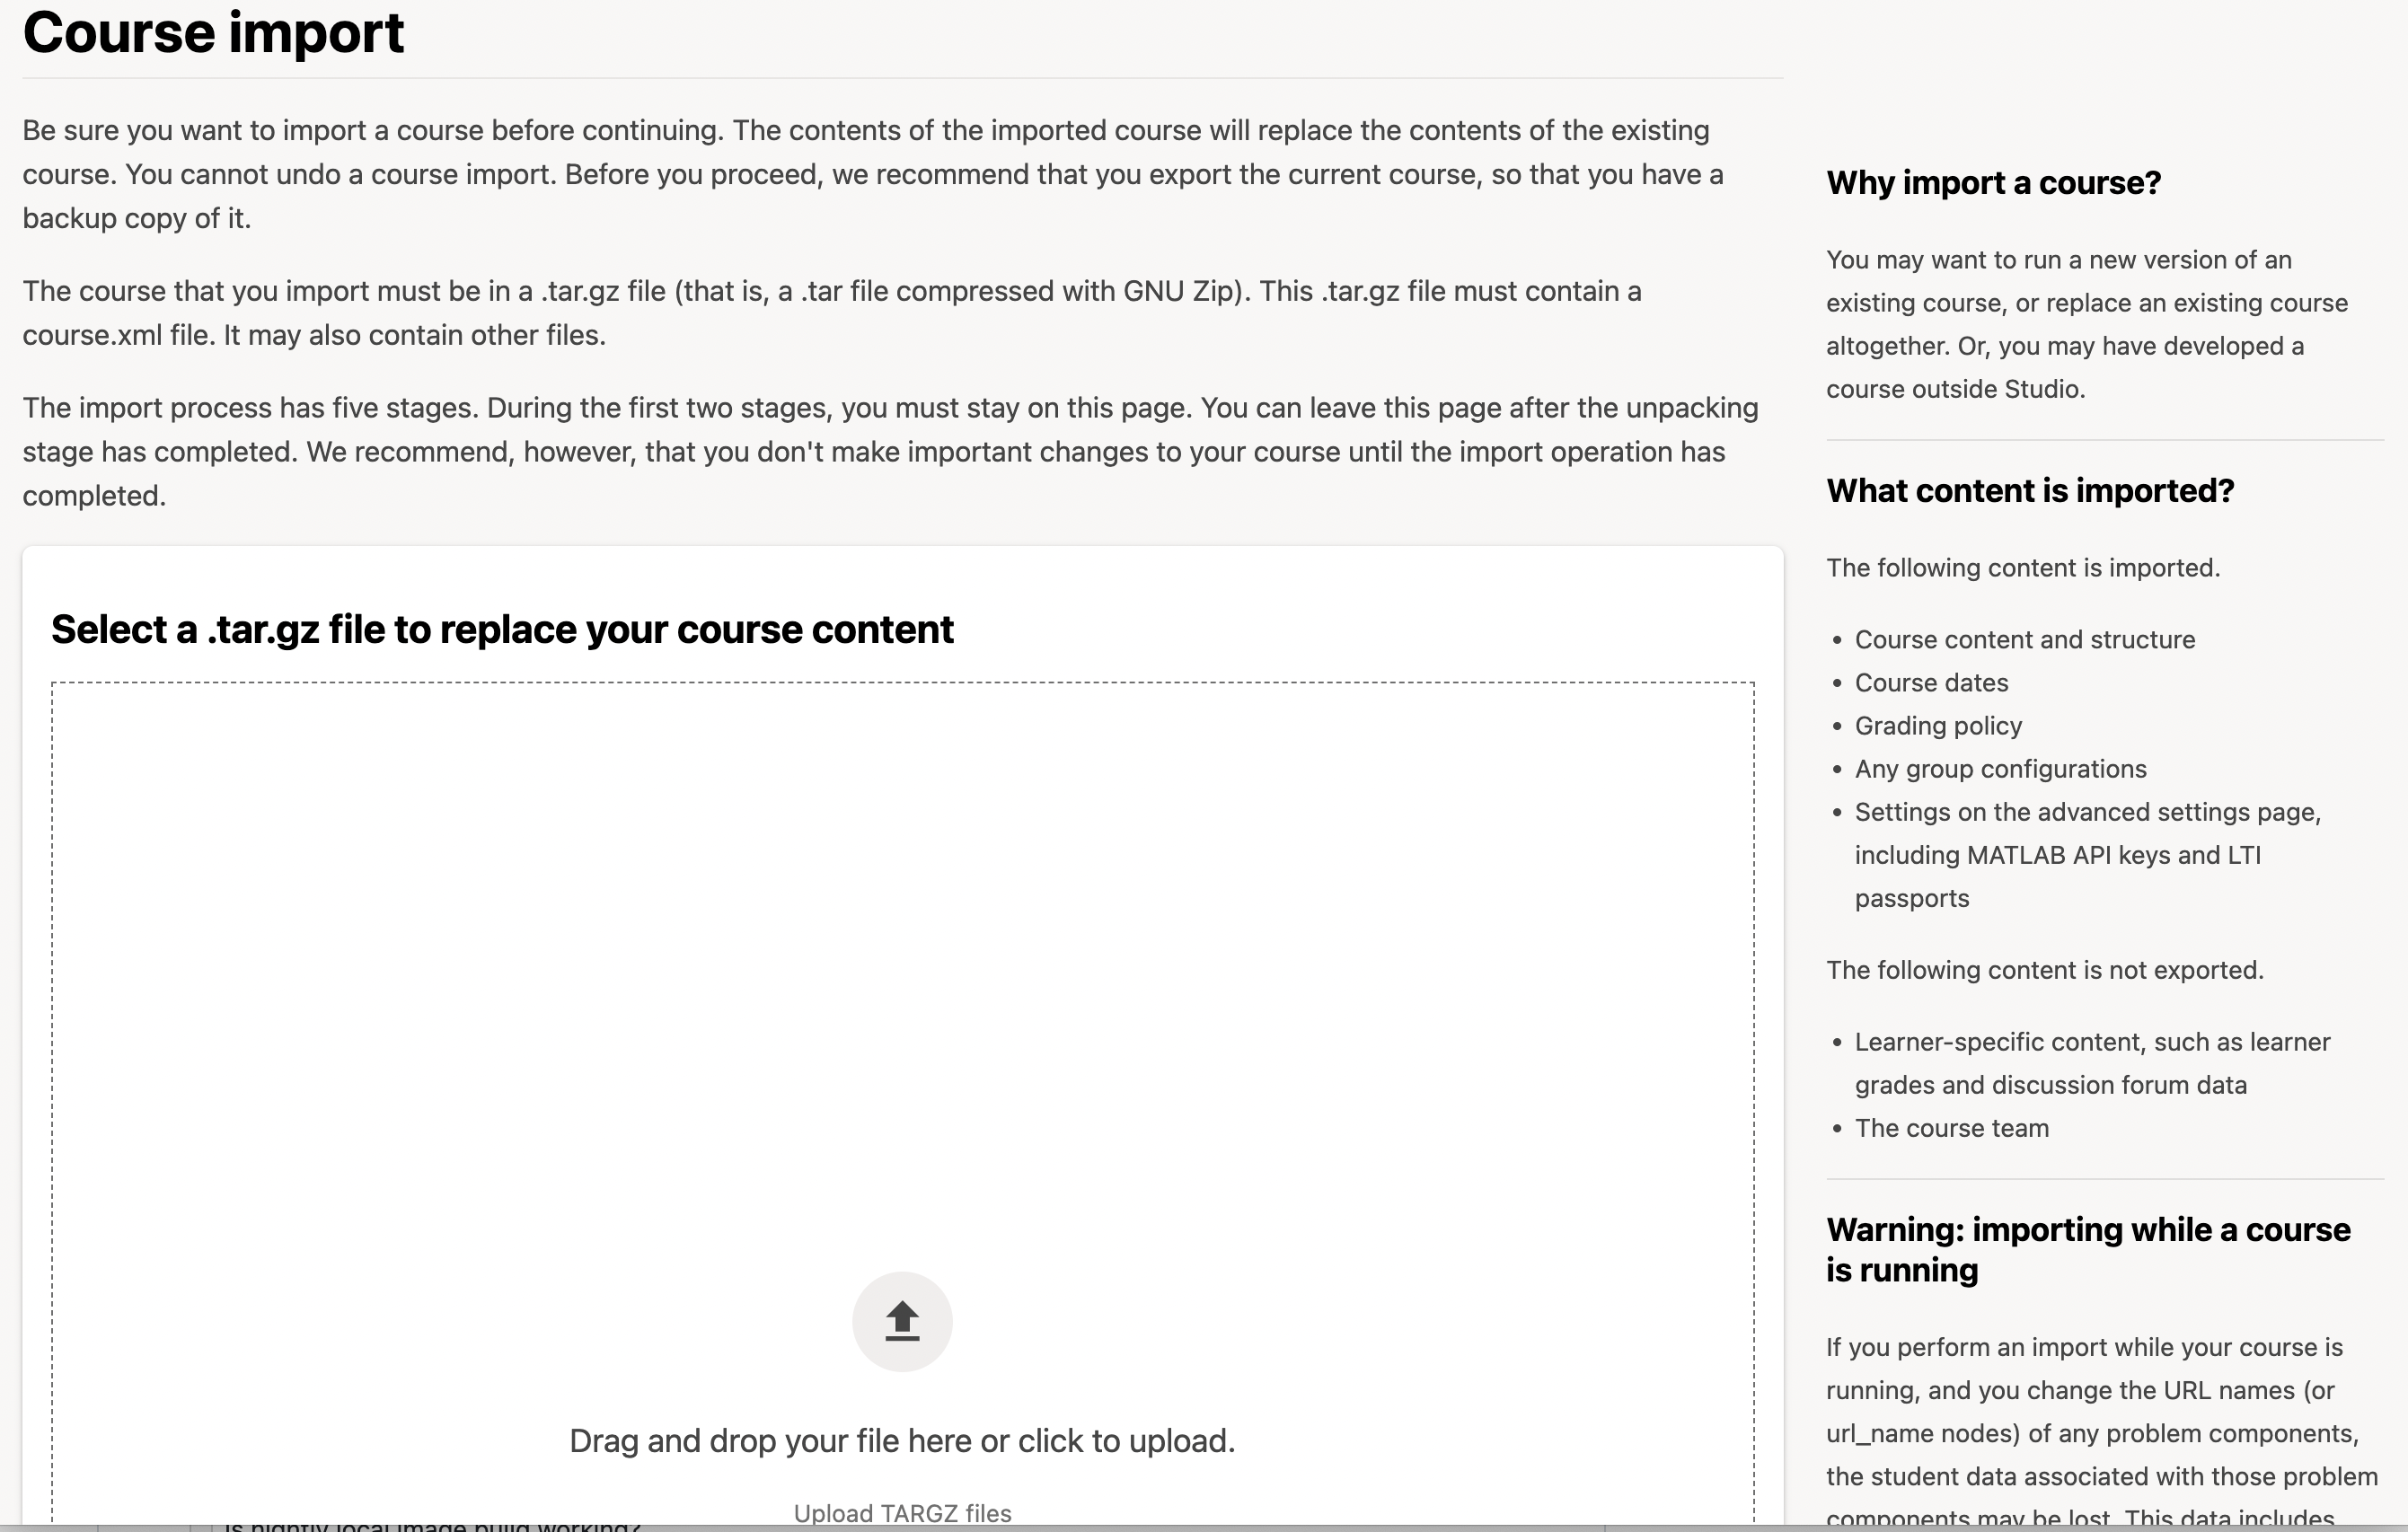 Course import
Be sure you want to import a course before continuing. The contents of the imported course will replace the contents of the existing
course. You cannot undo a course import. Before you proceed, we recommend that you export the current course, so that you have a
backup copy of it.
The course that you import must be in a .tar.gz file (that is, a .tar file compressed with GNU Zip). This .tar.gz file must contain a
course.xml file. It may also contain other files.
The import process has five stages. During the first two stages, you must stay on this page. You can leave this page after the unpacking
stage has completed. We recommend, however, that you don't make important changes to your course until the import operation has
completed.
Select a .tar.gz file to replace your course content
Drag and drop your file here or click to upload.
Upload TARGZ files
Is nightly local image build working?
Why import a course?
You may want to run a new version of an
existing course, or replace an existing course
altogether. Or, you may have developed a
course outside Studio.
What content is imported?
The following content is imported.
• Course content and structure
• Course dates
• Grading policy
• Any group configurations
• Settings on the advanced settings page,
including MATLAB API keys and LTI
passports
The following content is not exported.
• Learner-specific content, such as learner
grades and discussion forum data
• The course team
Warning: importing while a course
is running
If you perform an import while your course is
running, and you change the URL names (or
url_name nodes) of any problem components,
the student data associated with those problem
components may be lost. This data includes